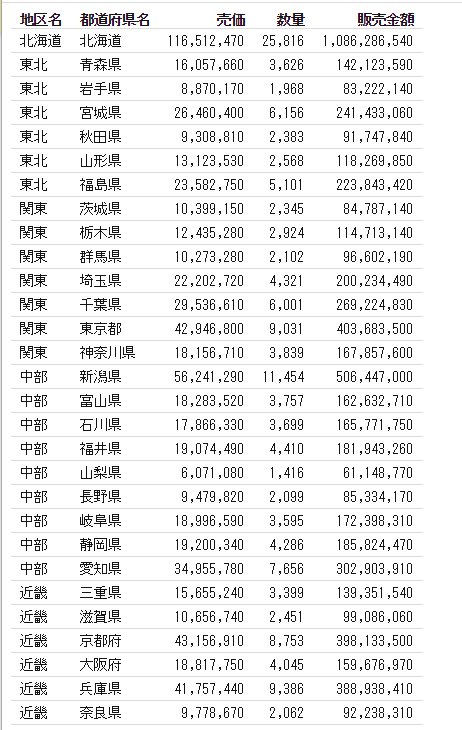 地区名 都道府県名 売価 数量 販売金額
北海道 北海道 116,512,470 25,816 1,086,286,540
東北 青森県 16,057,660 3,626 142,123,590
東北 岩手県 8,870,170 1,968 83,222,140
東北 宮城県 26,460,400 6,156 241,433,060
東北 秋田県 9,308,810 2,383 91,747,840
東北 山形県 13,123,530 2,568 118,269,850
東北 福島県 23,582,750 5,101 223,843,420
関東 茨城県 10,399,150 2,345 84,787,140
関東 栃木県 12,435,280 2,924 114,713,140
関東 群馬県 10,273,280 2,102 96,602,190
関東 埼玉県 22,202,720 4,321 200,234,490
関東 千葉県 29,536,610 6,001 269,224,830
関東 東京都 42,946,800 9,031 403,683,500
関東 神奈川県 18,156,710 3,839 167,857,600
中部 新潟県 56,241,290 11,454 506,447,000
中部 富山県 18,283,520 3,757 162,632,710
中部 石川県 17,866,330 3,699 165,771,750
中部 福井県 19,074,490 4,410 181,943,260
中部 山梨県 6,071,080 1,416 61,148,770
中部 長野県 9,479,820 2,099 85,334,170
中部 岐阜県 18,996,590 3,595 172,398,310
中部 静岡県 19,200,340 4,286 185,824,470
中部 愛知県 34,955,780 7,656 302,903,910
近畿 三重県 15,655,240 3,399 139,351,540
近畿 滋賀県 10,656,740 2,451 99,086,060
近畿 京都府 43,156,910 8,753 398,133,500
近畿 大阪府 18,817,750 4,045 159,676,970
近畿 兵庫県 41,757,440 9,386 388,938,410
近畿 奈良県 9,778,670 2,062 92,238,310